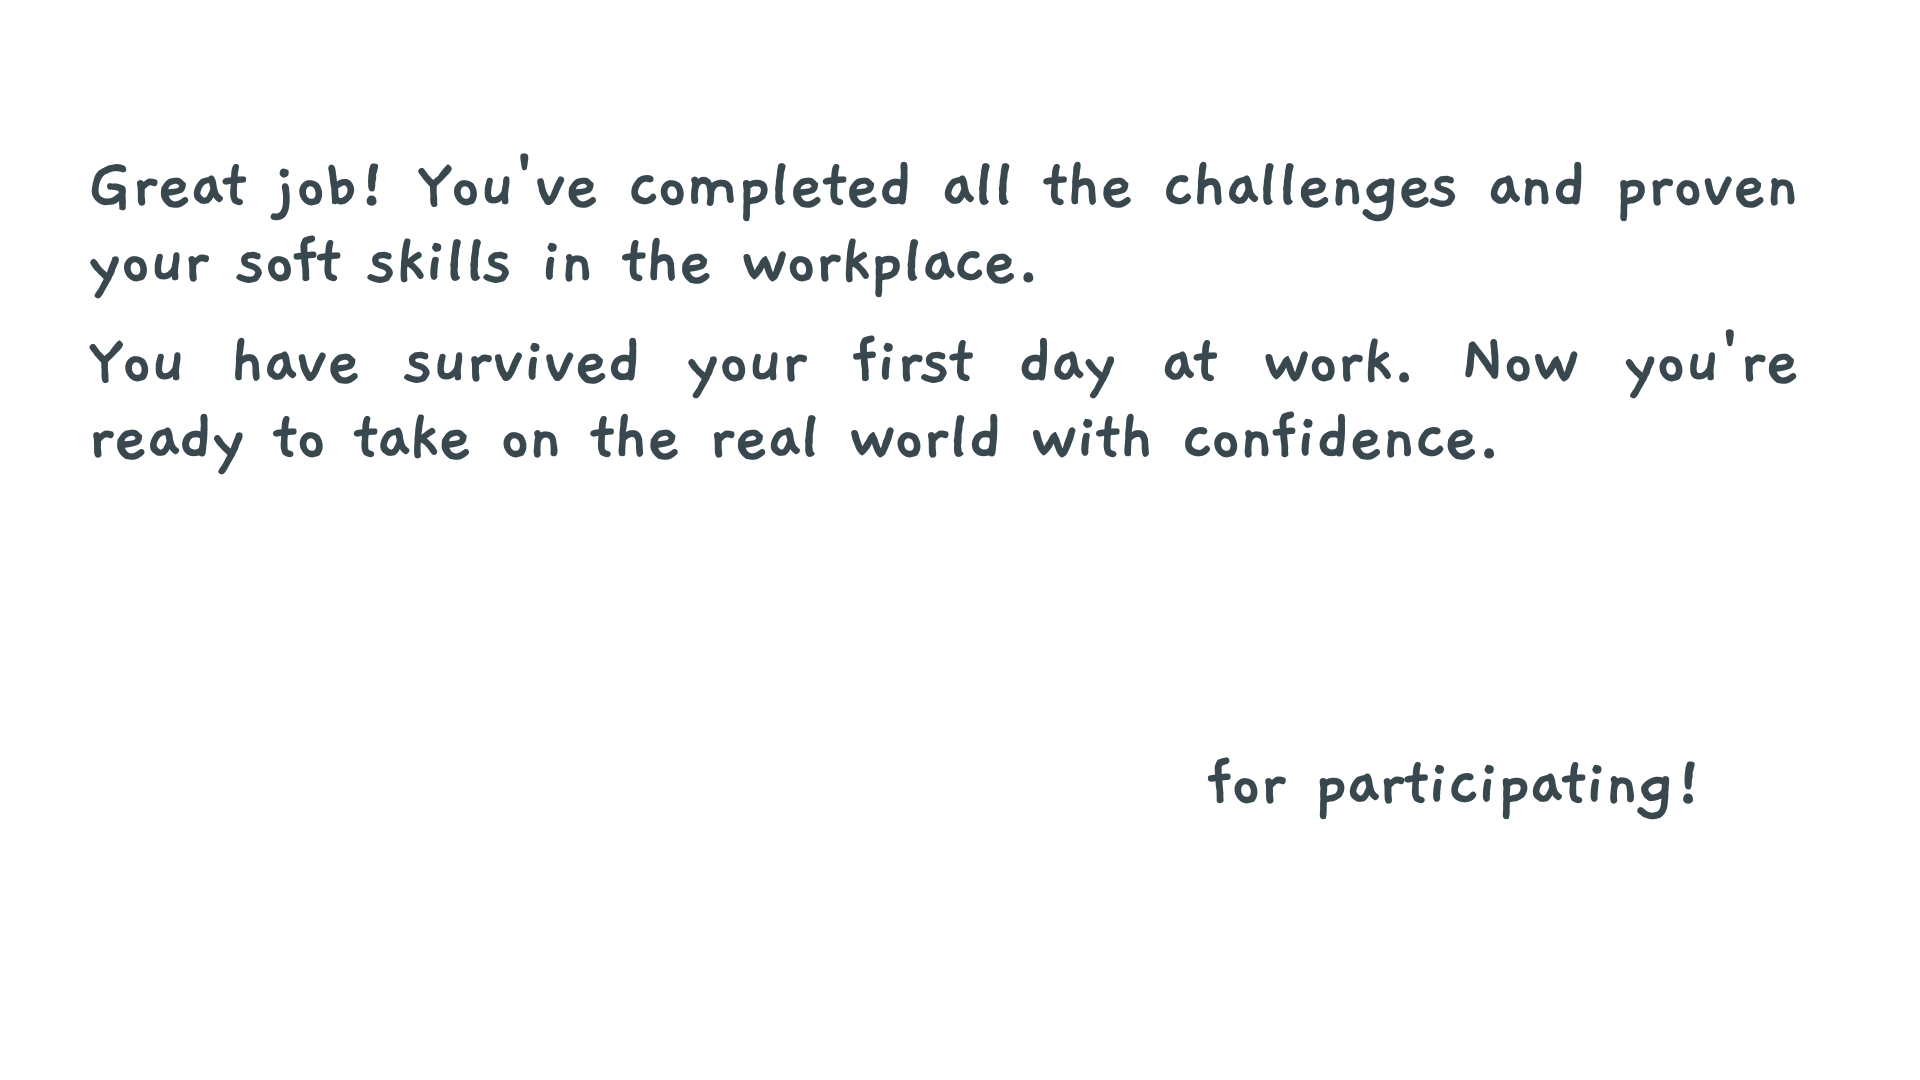 Great job! You've completed all the challenges and proven
your soft skills in the workplace.
You have survived your first day at work. Now you're
ready to take on the real world with confidence.
for participating!